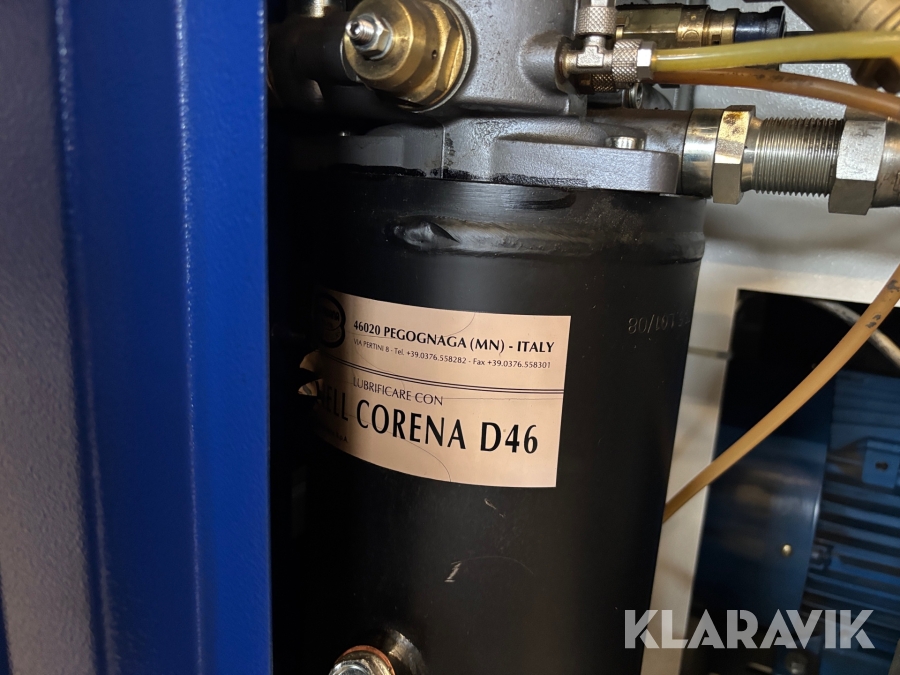 46020 PEGOGNAGA (MN) - ITALY
VIA PERTINI 8 - Tel. +39.0376.558282 - Fax +39.0376.558301
LUBRIFICARE CON
CORENA D46
KLARAVIK